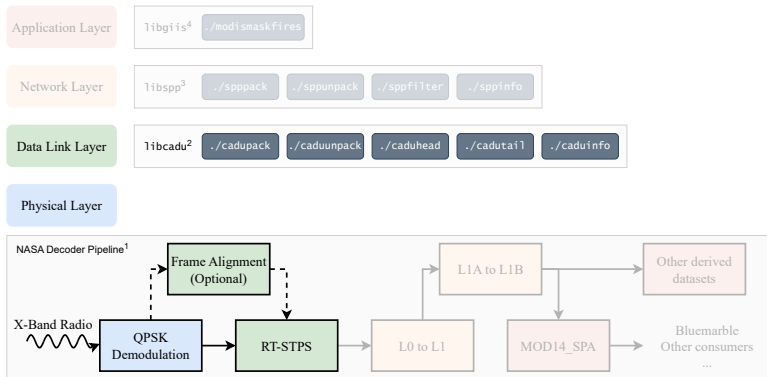 Application Layer
libgiis4
./modismaskfires
Network Layer
libspp3
./spppack
./sppunpack
./sppfilter
./sppinfo
Data Link Layer
libcadu2
./cadupack
./caduunpack
./caduhead
./cadutail
./caduinfo
Physical Layer
NASA Decoder Pipeline1
Frame Alignment
(Optional)
L1A to L1B
Other derived
datasets
X-Band Radio
QPSK
Demodulation
RT-STPS
L0 to L1
MOD14_SPA
Bluemarble
Other consumers
...